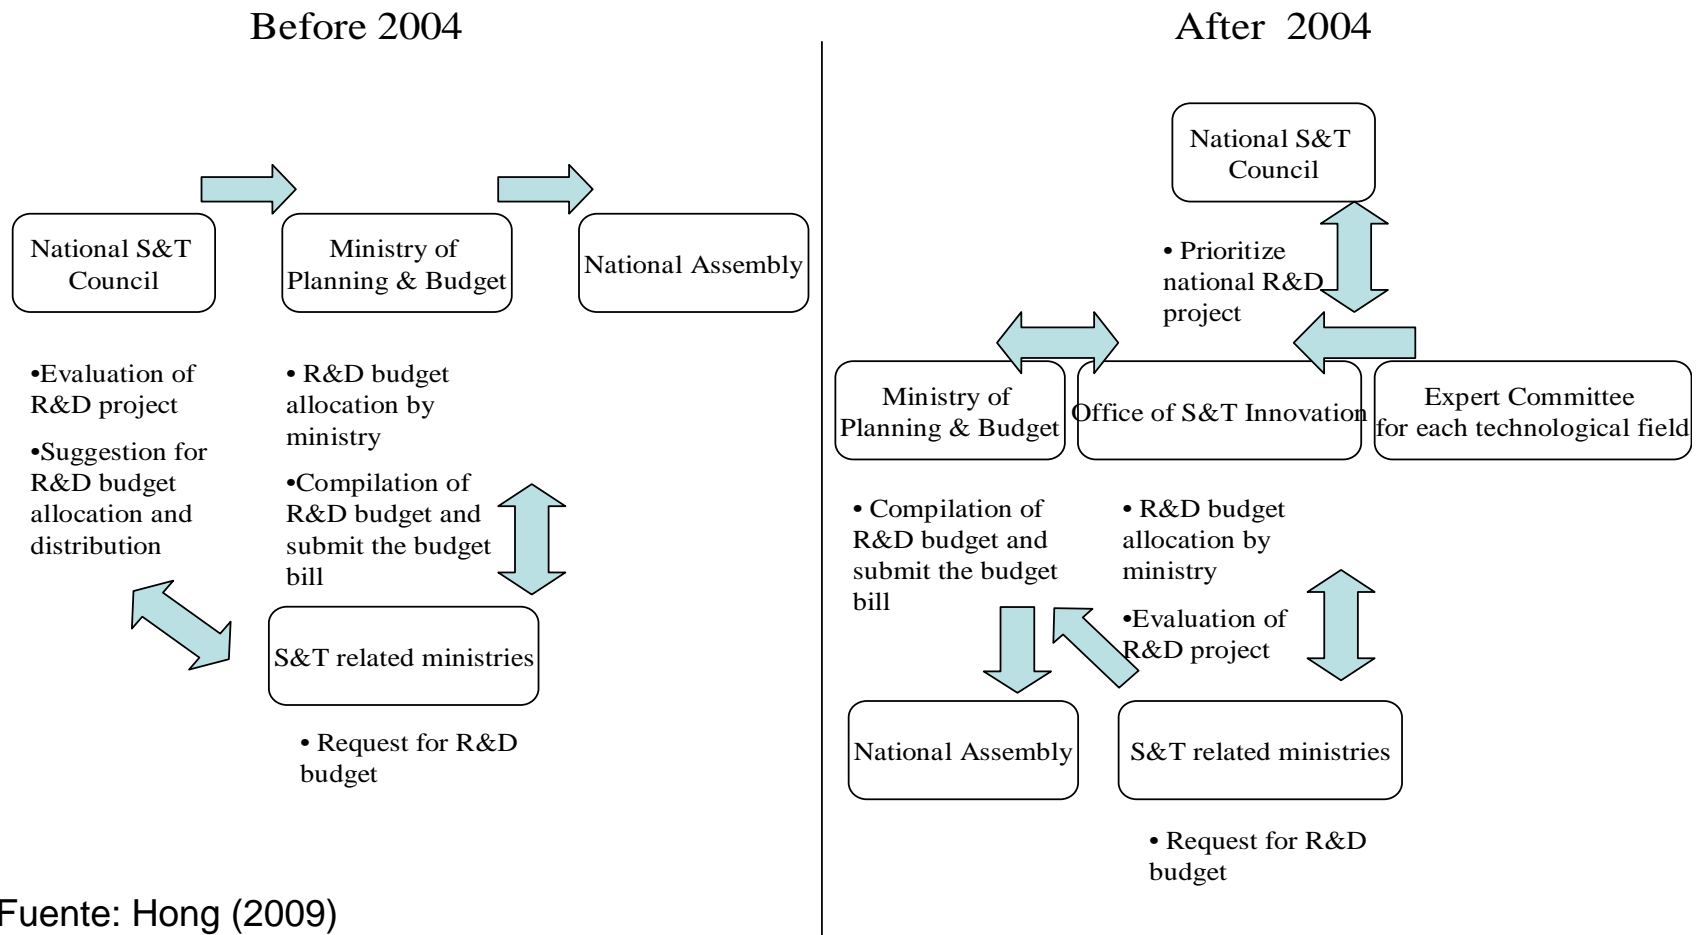 Before 2004
National S&T
Council
Ministry of
Planning & Budget
National Assembly
•Evaluation of
R&D project
•Suggestion for
R&D budget
allocation and
distribution
• R&D budget
allocation by
ministry
•Compilation of
R&D budget and
submit the budget
bill
S&T related ministries
• Request for R&D
budget
After 2004
National S&T
Council
• Prioritize
national R&D
project
Ministry of
Planning & Budget
Office of S&T Innovation
Expert Committee
for each technological field
• Compilation of
R&D budget and
submit the budget
bill
• R&D budget
allocation by
ministry
•Evaluation of
R&D project
National Assembly
S&T related ministries
• Request for R&D
budget
Fuente: Hong (2009)